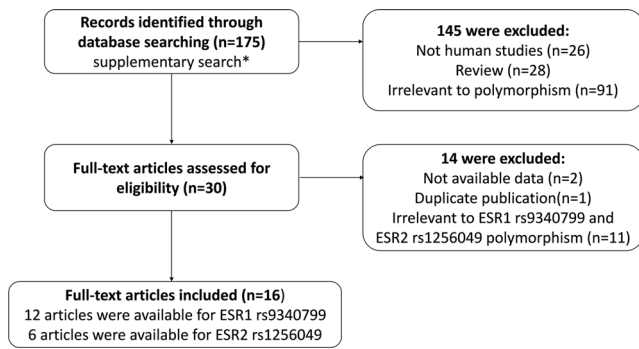 Records identified through
database searching (n=175)
supplementary search*
145 were excluded:
Not human studies (n=26)
Review (n=28)
Irrelevant to polymorphism (n=91)
Full-text articles assessed for
eligibility (n=30)
14 were excluded:
Not available data (n=2)
Duplicate publication(n=1)
Irrelevant to ESR1 rs9340799 and
ESR2 rs1256049 polymorphism (n=11)
Full-text articles included (n=16)
12 articles were available for ESR1 rs9340799
6 articles were available for ESR2 rs1256049